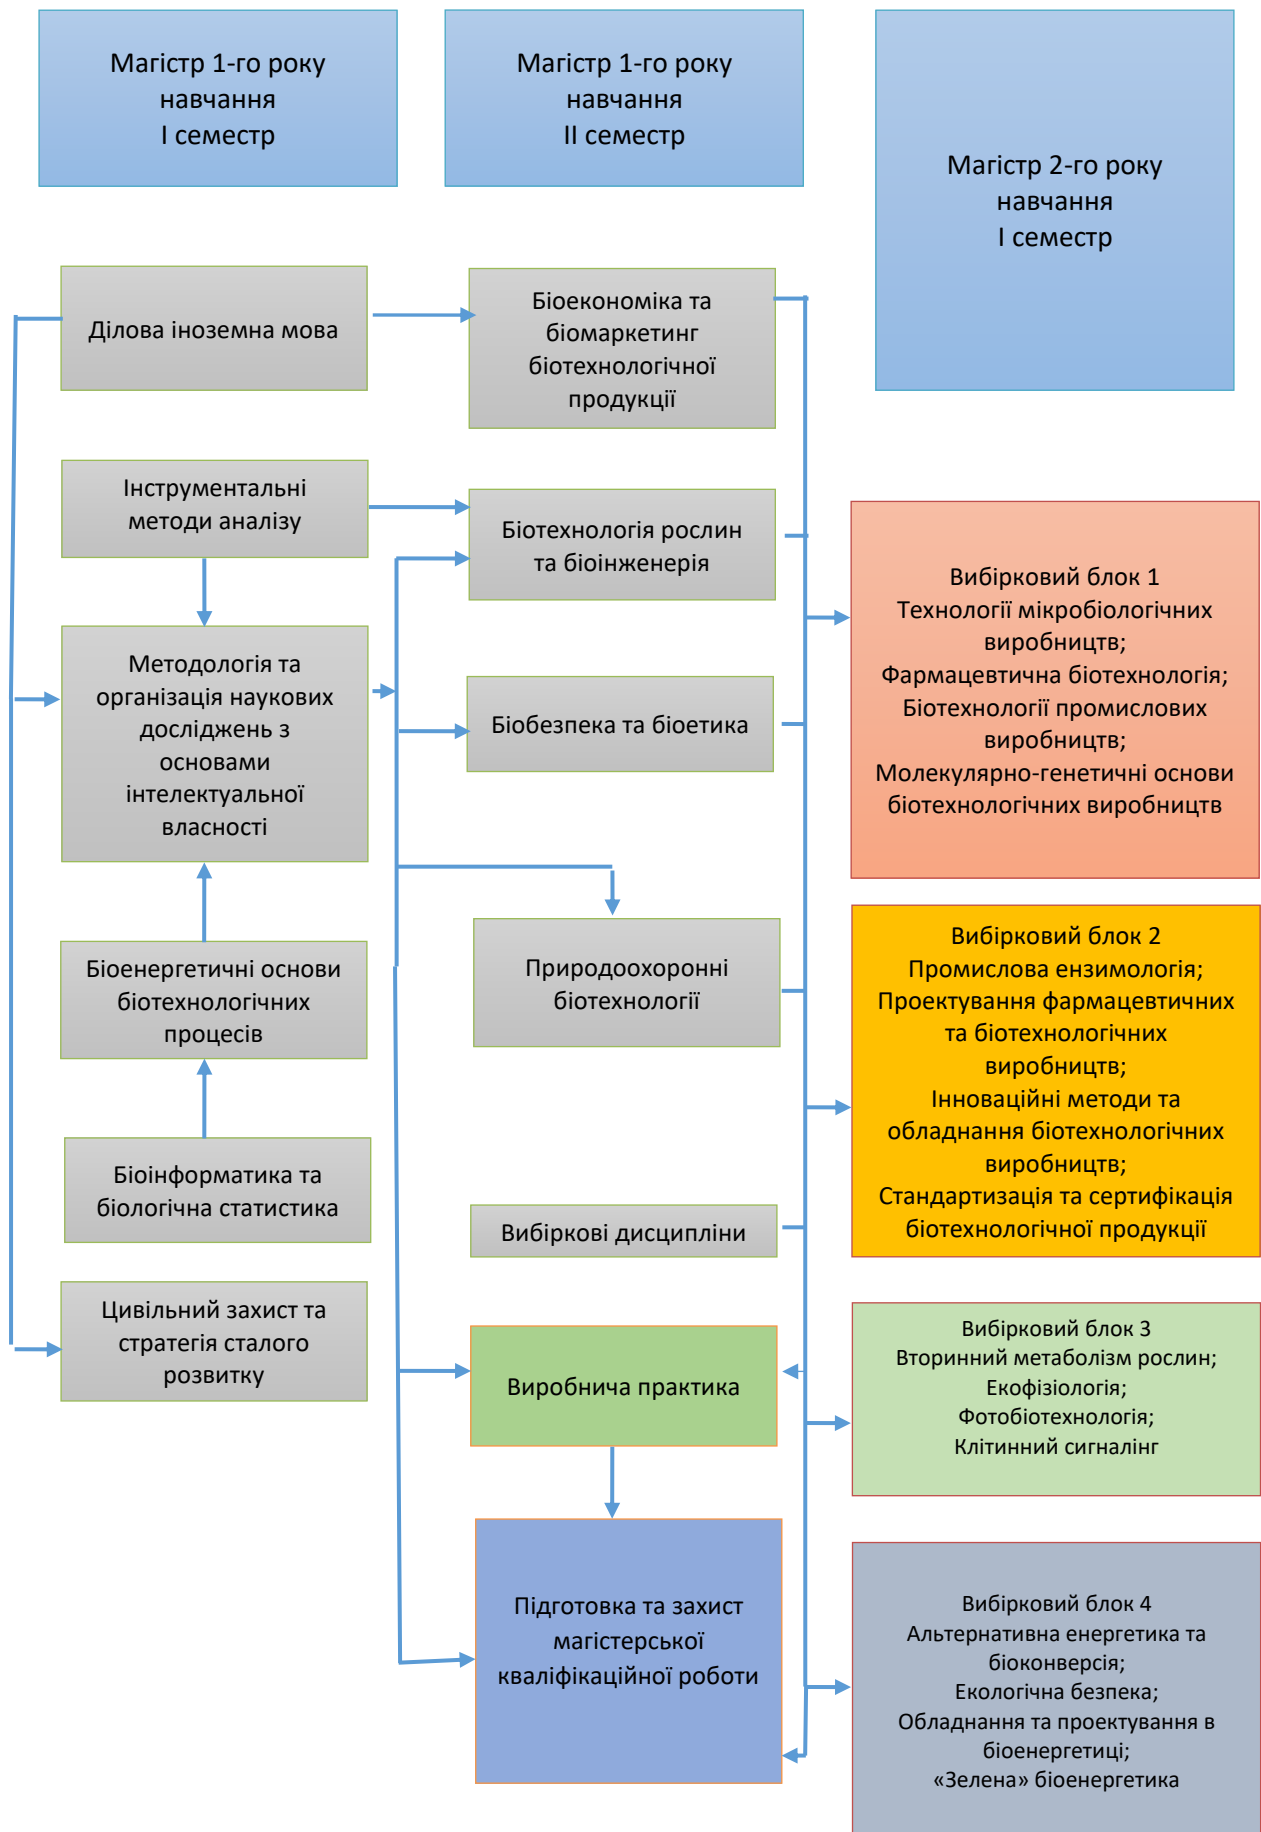 Магістр 1-го року
навчання
І семестр
Магістр 1-го року
навчання
ІІ семестр
Магістр 2-го року
навчання
І семестр
Ділова іноземна мова
Інструментальні
методи аналізу
Методологія та
організація наукових
досліджень з
основами
інтелектуальної
власності
Біоенергетичні основи
біотехнологічних
процесів
Біоінформатика та
біологічна статистика
Цивільний захист та
стратегія сталого
розвитку
Біоекономіка та
біомаркетинг
біотехнологічної
продукції
Біотехнологія рослин
та біоінженерія
Біобезпека та біоетика
Природоохоронні
біотехнології
Вибіркові дисципліни
Виробнича практика
Підготовка та захист
магістерської
кваліфікаційної роботи
Вибірковий блок 1
Технології мікробіологічних
виробництв;
Фармацевтична біотехнологія;
Біотехнології промислових
виробництв;
Молекулярно-генетичні основи
біотехнологічних виробництв
Вибірковий блок 2
Промислова ензимологія;
Проектування фармацевтичних
та біотехнологічних
виробництв;
Інноваційні методи та
обладнання біотехнологічних
виробництв;
Стандартизація та сертифікація
біотехнологічної продукції
Вибірковий блок 3
Вторинний метаболізм рослин;
Екофізіологія;
Фотобіотехнологія;
Клітинний сигналінг
Вибірковий блок 4
Альтернативна енергетика та
біоконверсія;
Екологічна безпека;
Обладнання та проектування в
біоенергетиці;
«Зелена» біоенергетика